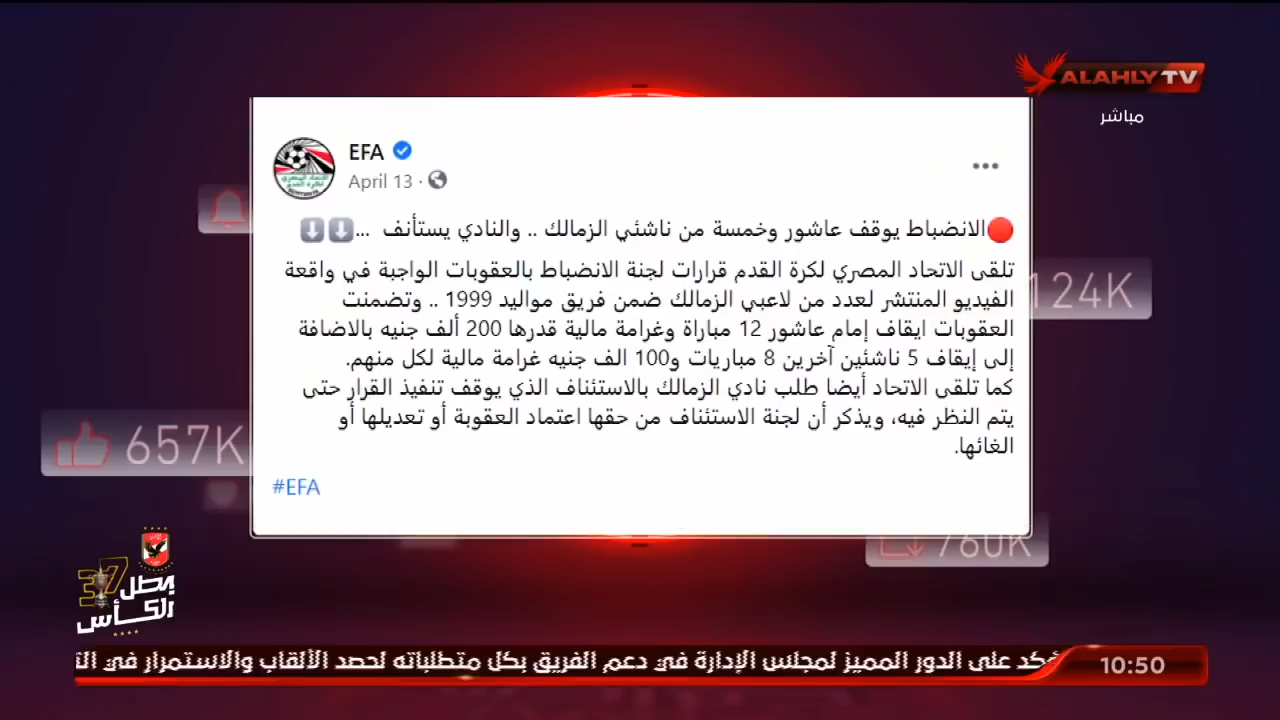 ALAHLY TV
مباشر
EFA
April 13
🔴الانضباط يوقف عاشور وخمسة من ناشئي الزمالك .. والنادي يستأنف ...⬇️⬇️
تلقى الاتحاد المصري لكرة القدم قرارات لجنة الانضباط بالعقوبات الواجبة في واقعة
الفيديو المنتشر لعدد من لاعبي الزمالك ضمن فريق مواليد 1999 .. وتضمنت
العقوبات ايقاف إمام عاشور 12 مباراة وغرامة مالية قدرها 200 ألف جنيه بالاضافة
إلى إيقاف 5 ناشئين آخرين 8 مباريات و100 الف جنيه غرامة مالية لكل منهم.
كما تلقى الاتحاد أيضا طلب نادي الزمالك بالاستئناف الذي يوقف تنفيذ القرار حتى
يتم النظر فيه، ويذكر أن لجنة الاستئناف من حقها اعتماد العقوبة أو تعديلها أو
الغائها.
#EFA
124K
657K
760K
37
بطل
الكأس
على الدور المميز لمجلس الإدارة في دعم الفريق بكل متطلباته لحصد الألقاب والاستمرار في
10:50